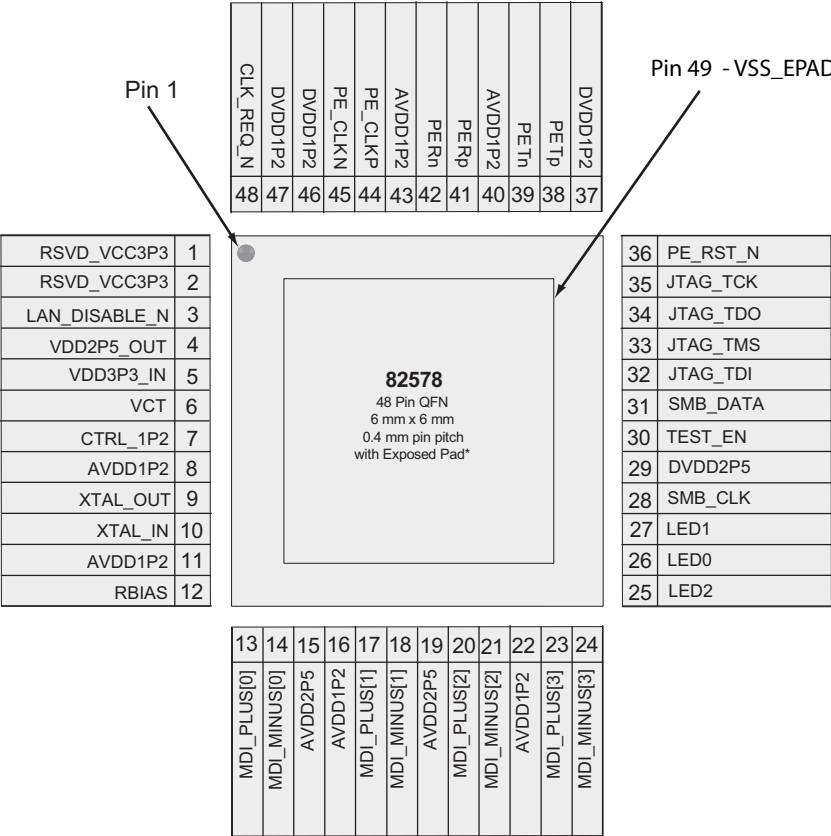 Pin 1
Pin 49 - VSS_EPAD
CLK_REQ_N
DVDD1P2
DVDD1P2
PE_CLKN
PE_CLKP
AVDD1P2
PERn
PERp
AVDD1P2
PETn
PETp
DVDD1P2
48 47 46 45 44 43 42 41 40 39 38 37
RSVD_VCC3P3 1
RSVD_VCC3P3 2
LAN_DISABLE_N 3
VDD2P5_OUT 4
VDD3P3_IN 5
VCT 6
CTRL_1P2 7
AVDD1P2 8
XTAL_OUT 9
XTAL_IN 10
AVDD1P2 11
RBIAS 12
82578
48 Pin QFN
6 mm x 6 mm
0.4 mm pin pitch
with Exposed Pad*
36 PE_RST_N
35 JTAG_TCK
34 JTAG_TDO
33 JTAG_TMS
32 JTAG_TDI
31 SMB_DATA
30 TEST_EN
29 DVDD2P5
28 SMB_CLK
27 LED1
26 LED0
25 LED2
13 14 15 16 17 18 19 20 21 22 23 24
MDI_PLUS[0]
MDI_MINUS[0]
AVDD2P5
AVDD1P2
MDI_PLUS[1]
MDI_MINUS[1]
AVDD2P5
MDI_PLUS[2]
MDI_MINUS[2]
AVDD1P2
MDI_PLUS[3]
MDI_MINUS[3]